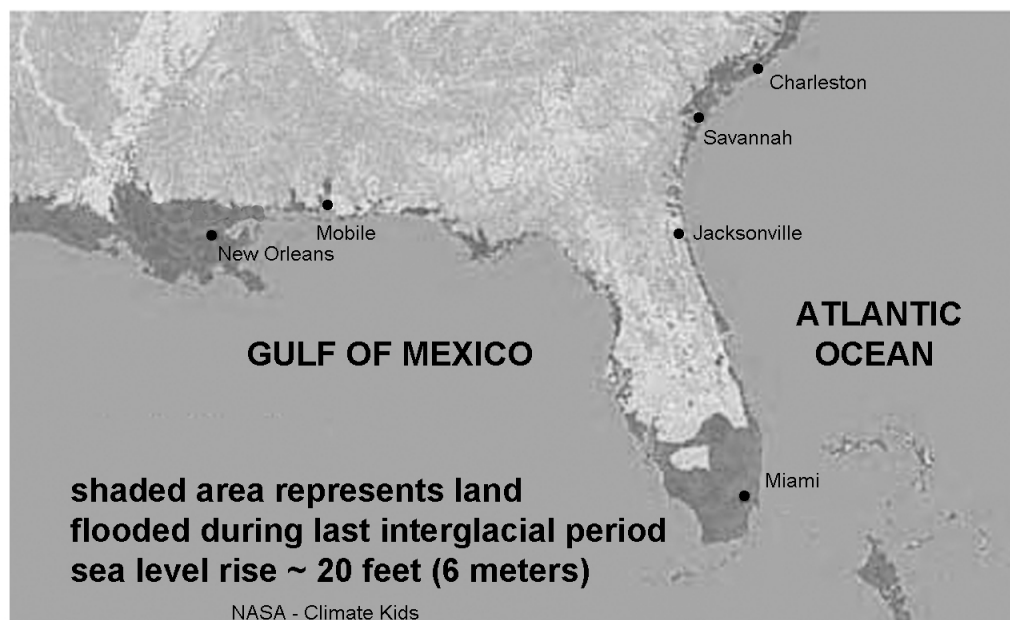 Charleston
Savannah
Mobile
New Orleans
Jacksonville
ATLANTIC
OCEAN
GULF OF MEXICO
Miami
shaded area represents land
flooded during last interglacial period
sea level rise ~ 20 feet (6 meters)
NASA - Climate Kids